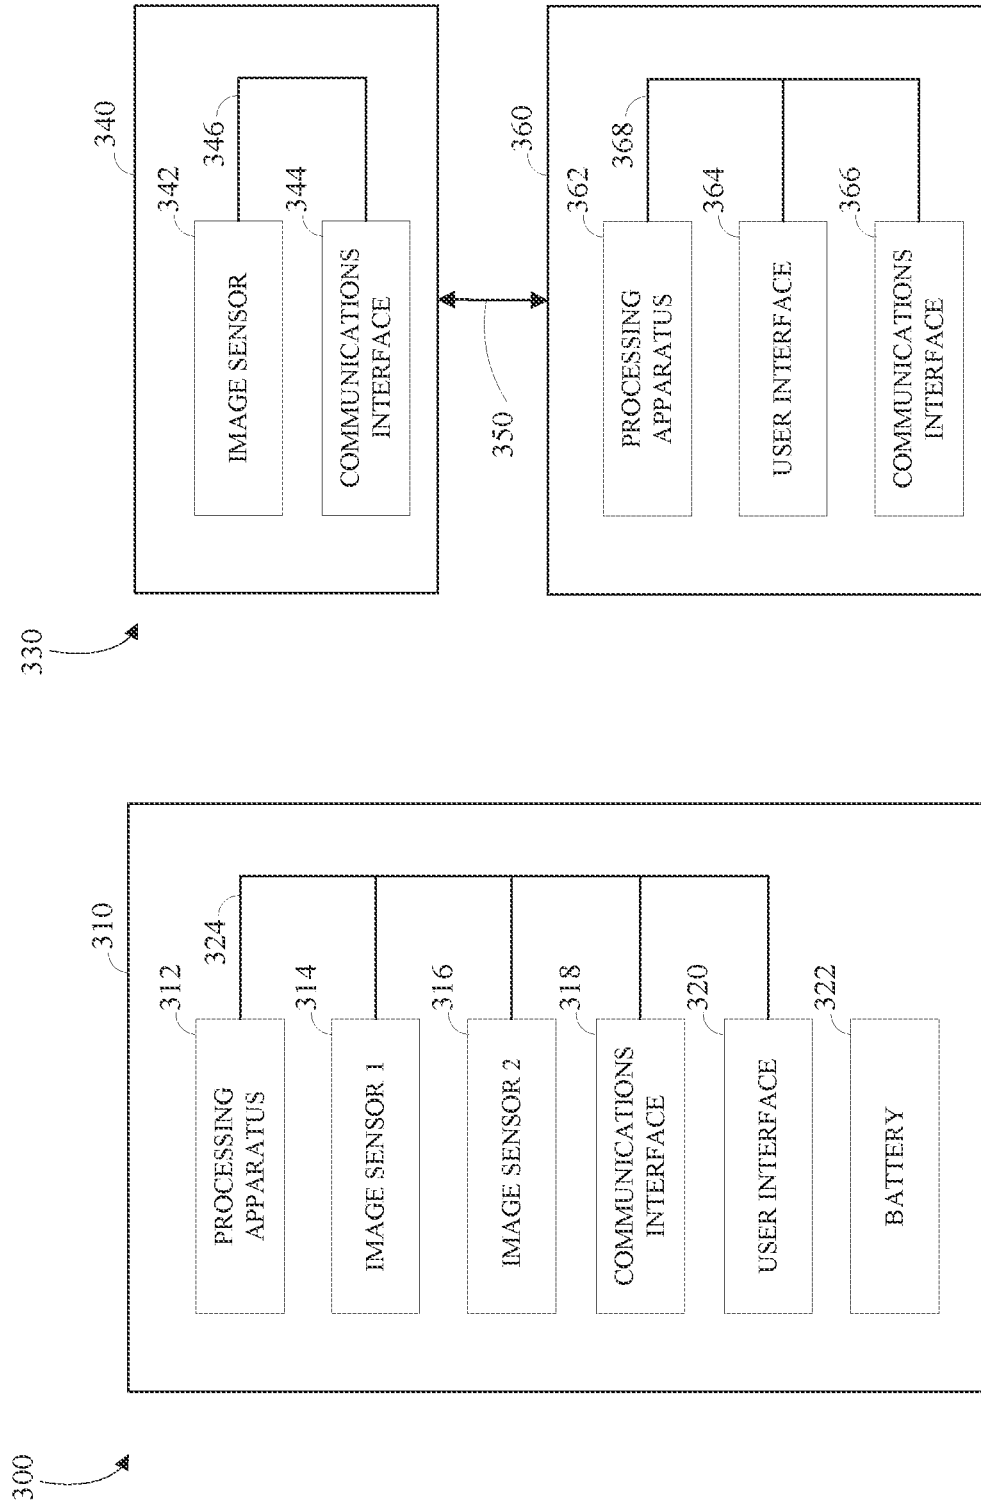 300
310
312
PROCESSING
APPARATUS
324
314
IMAGE SENSOR 1
316
IMAGE SENSOR 2
318
COMMUNICATIONS
INTERFACE
320
USER INTERFACE
322
BATTERY
330
340
342
IMAGE SENSOR
346
344
COMMUNICATIONS
INTERFACE
350
360
362
PROCESSING
APPARATUS
368
364
USER INTERFACE
366
COMMUNICATIONS
INTERFACE